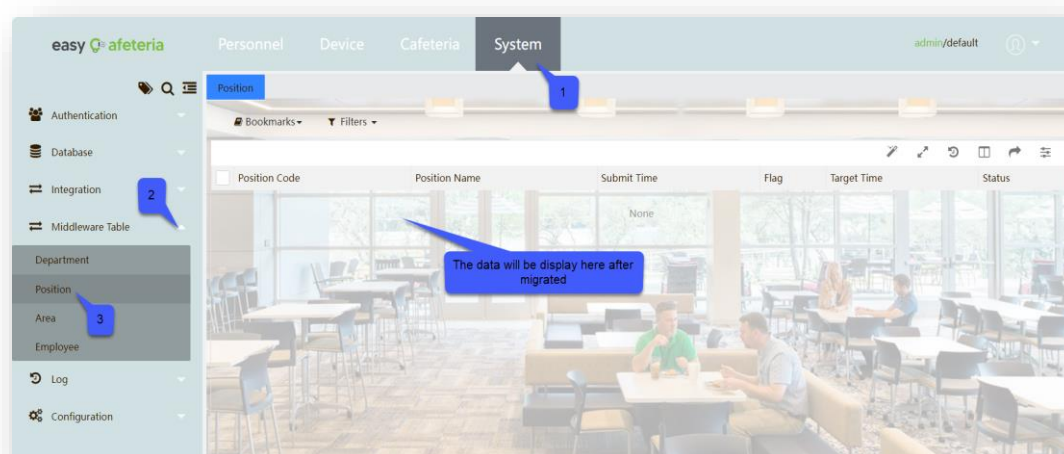 easy Cafeteria
Personnel
Device
Cafeteria
System
admin/default
1
Position
Authentication
Bookmarks
Filters
Database
Position Code
Position Name
Submit Time
Flag
Target Time
Status
Integration
2
None
Middleware Table
Department
The data will be display here after
migrated
Position
Area
3
Employee
Log
Configuration